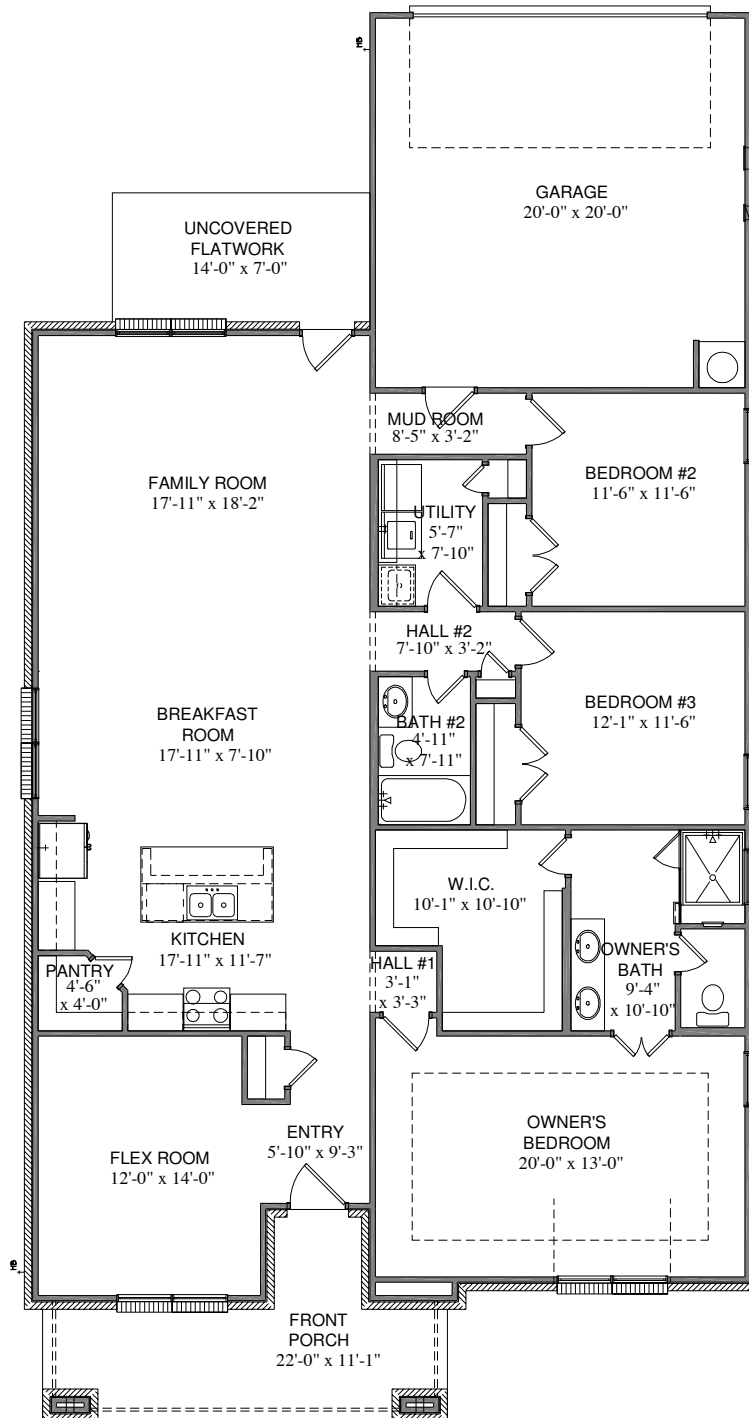 HB
GARAGE
20'-0" x 20'-0"
UNCOVERED
FLATWORK
14'-0" x 7'-0"
MUD ROOM
8'-5" x 3'-2"
FAMILY ROOM
17'-11" x 18'-2"
BEDROOM #2
11'-6" x 11'-6"
UTILITY
5'-7"
x 7'-10"
HALL #2
7'-10" x 3'-2"
BREAKFAST
ROOM
17'-11" x 7'-10"
BATH #2
4'-11"
x 7'-11"
BEDROOM #3
12'-1" x 11'-6"
W.I.C.
10'-1" x 10'-10"
KITCHEN
17'-11" x 11'-7"
PANTRY
4'-6"
x 4'-0"
HALL #1
3'-1"
x 3'-3"
OWNER'S
BATH
9'-4"
x 10'-10"
ENTRY
5'-10" x 9'-3"
FLEX ROOM
12'-0" x 14'-0"
OWNER'S
BEDROOM
20'-0" x 13'-0"
HB
FRONT
PORCH
22'-0" x 11'-1"